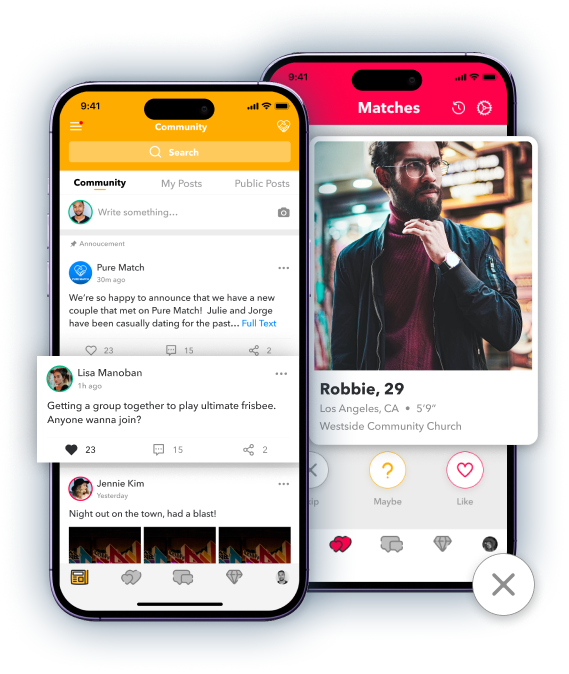 9:41
Community
Search
Community
My Posts
Public Posts
Write something...
Annoucement
Pure Match
30m ago
We're so happy to announce that we have a new
couple that met on Pure Match! Julie and Jorge
have been casually dating for the past... Full Text
23
15
2
Lisa Manoban
1h ago
Getting a group together to play ultimate frisbee.
Anyone wanna join?
23
15
2
Jennie Kim
Yesterday
Night out on the town, had a blast!
9:41
Matches
Robbie, 29
Los Angeles, CA • 5'9"
Westside Community Church
?
Maybe
Like